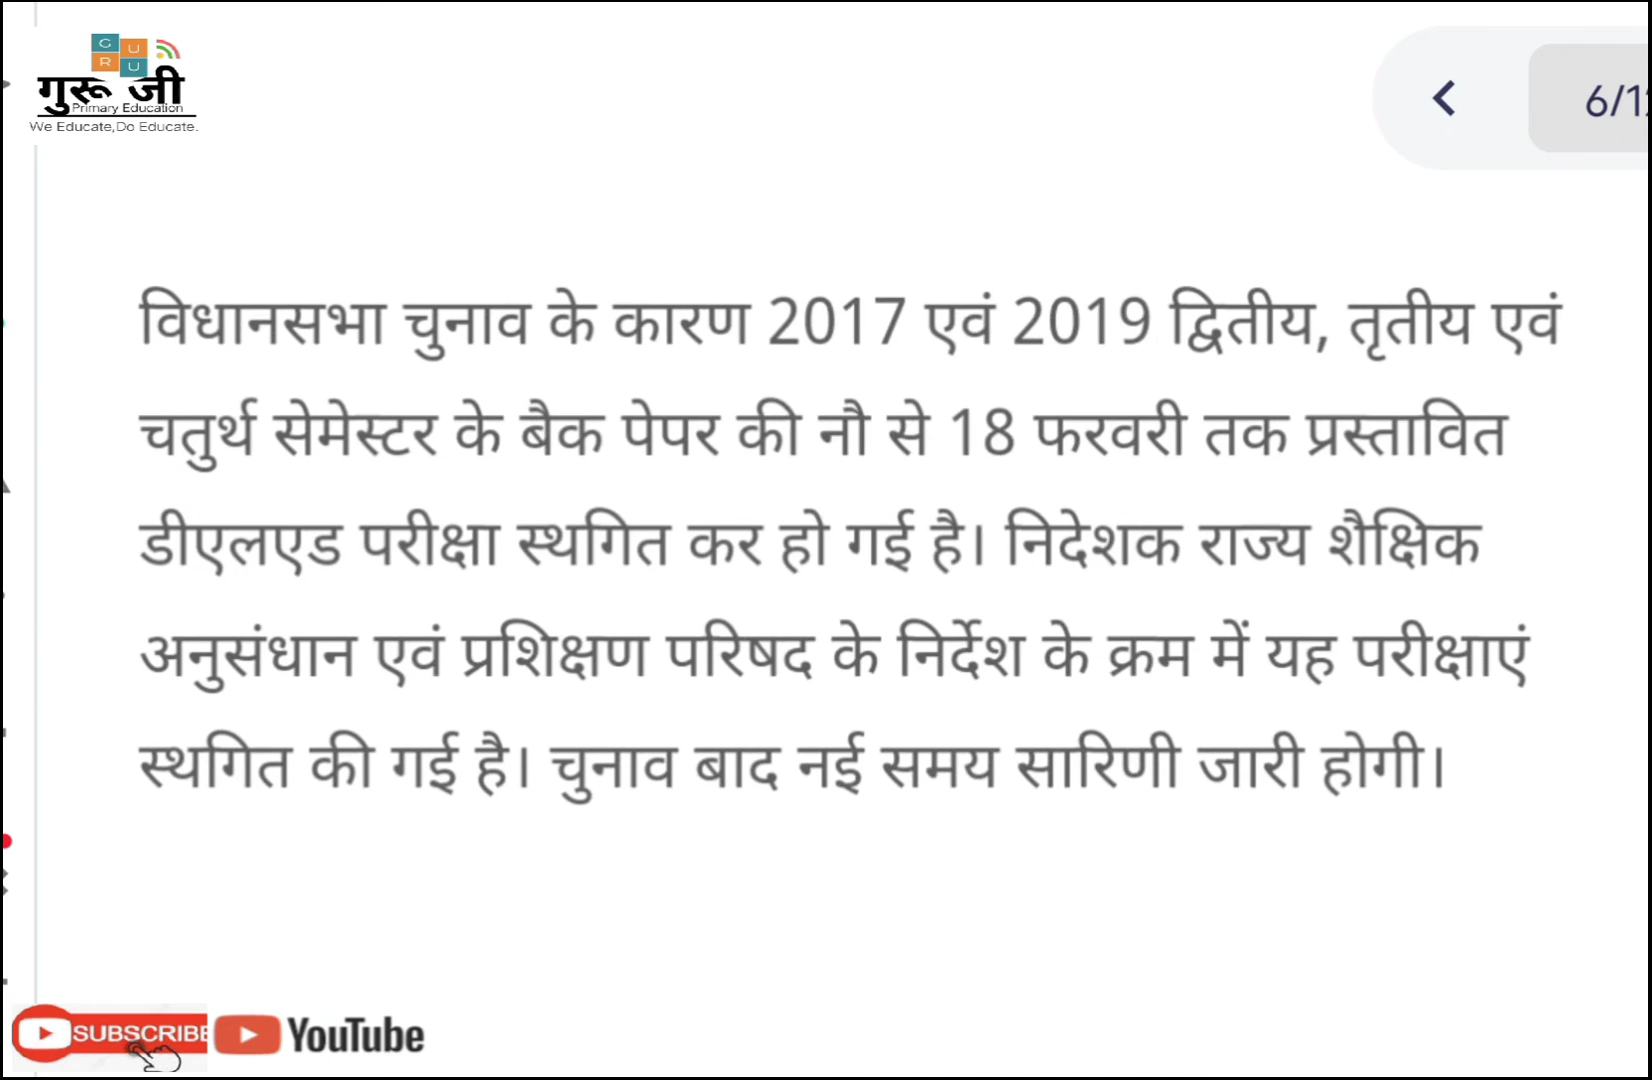 G U
R U
गुरू जी
Primary Education
We Educate,Do Educate.
विधानसभा चुनाव के कारण 2017 एवं 2019 द्वितीय, तृतीय एवं
चतुर्थ सेमेस्टर के बैक पेपर की नौ से 18 फरवरी तक प्रस्तावित
डीएलएड परीक्षा स्थगित कर हो गई है। निदेशक राज्य शैक्षिक
अनुसंधान एवं प्रशिक्षण परिषद के निर्देश के क्रम में यह परीक्षाएं
स्थगित की गई है। चुनाव बाद नई समय सारिणी जारी होगी।
SUBSCRIBE YouTube